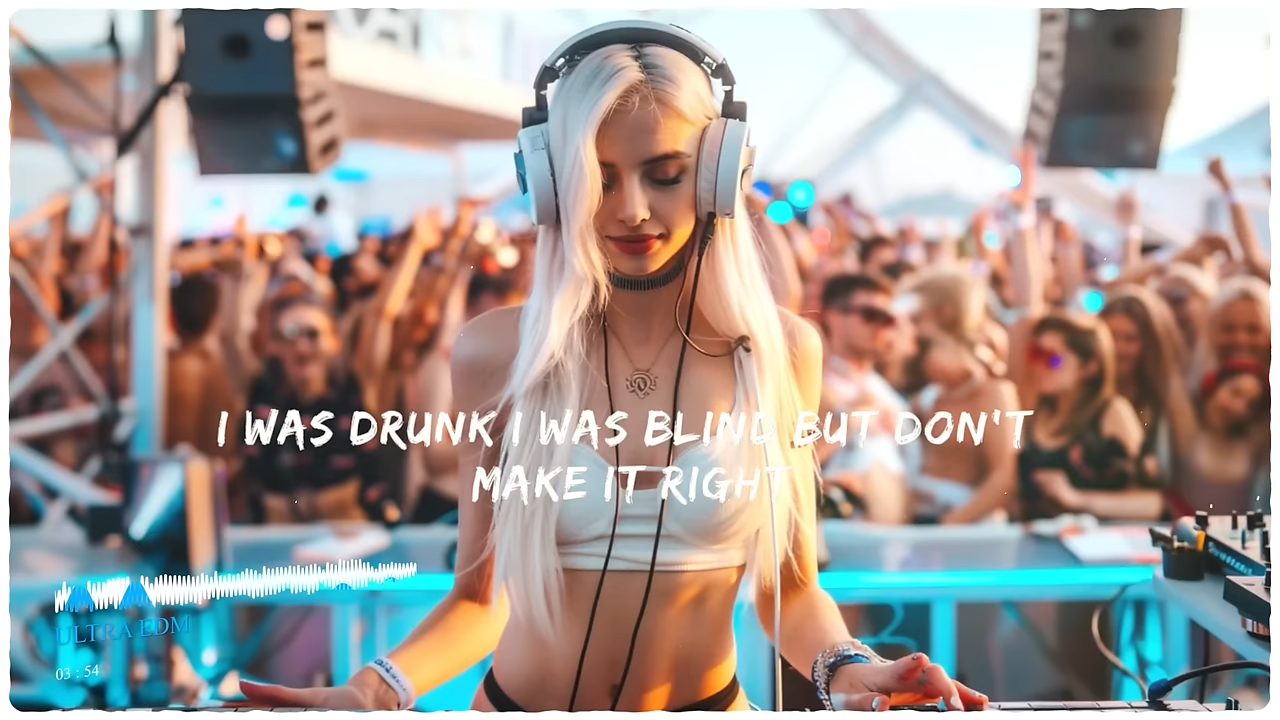 I WAS DRUNK I WAS BLIND BUT DON'T
MAKE IT RIGHT
ULTRA EDM
03 : 54